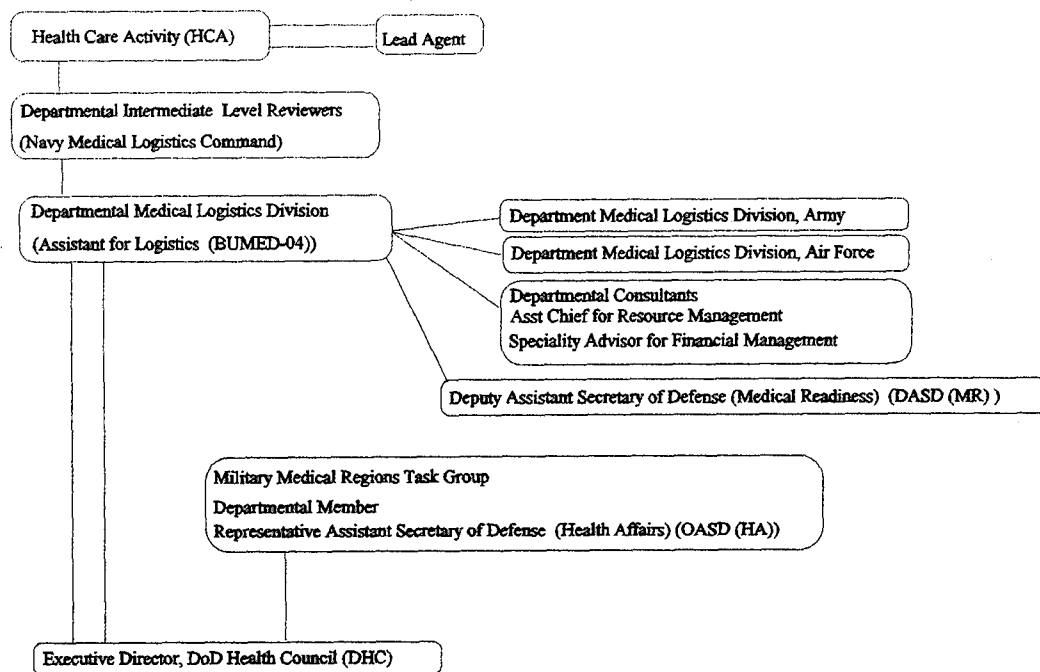 Health Care Activity (HCA)
Lead Agent
Departmental Intermediate Level Reviewers
(Navy Medical Logistics Command)
Departmental Medical Logistics Division
(Assistant for Logistics (BUMED-04))
Department Medical Logistics Division, Army
Department Medical Logistics Division, Air Force
Departmental Consultants
Asst Chief for Resource Management
Speciality Advisor for Financial Management
Deputy Assistant Secretary of Defense (Medical Readiness) (DASD (MR) )
Military Medical Regions Task Group
Departmental Member
Representative Assistant Secretary of Defense (Health Affairs) (OASD (HA))
Executive Director, DoD Health Council (DHC)